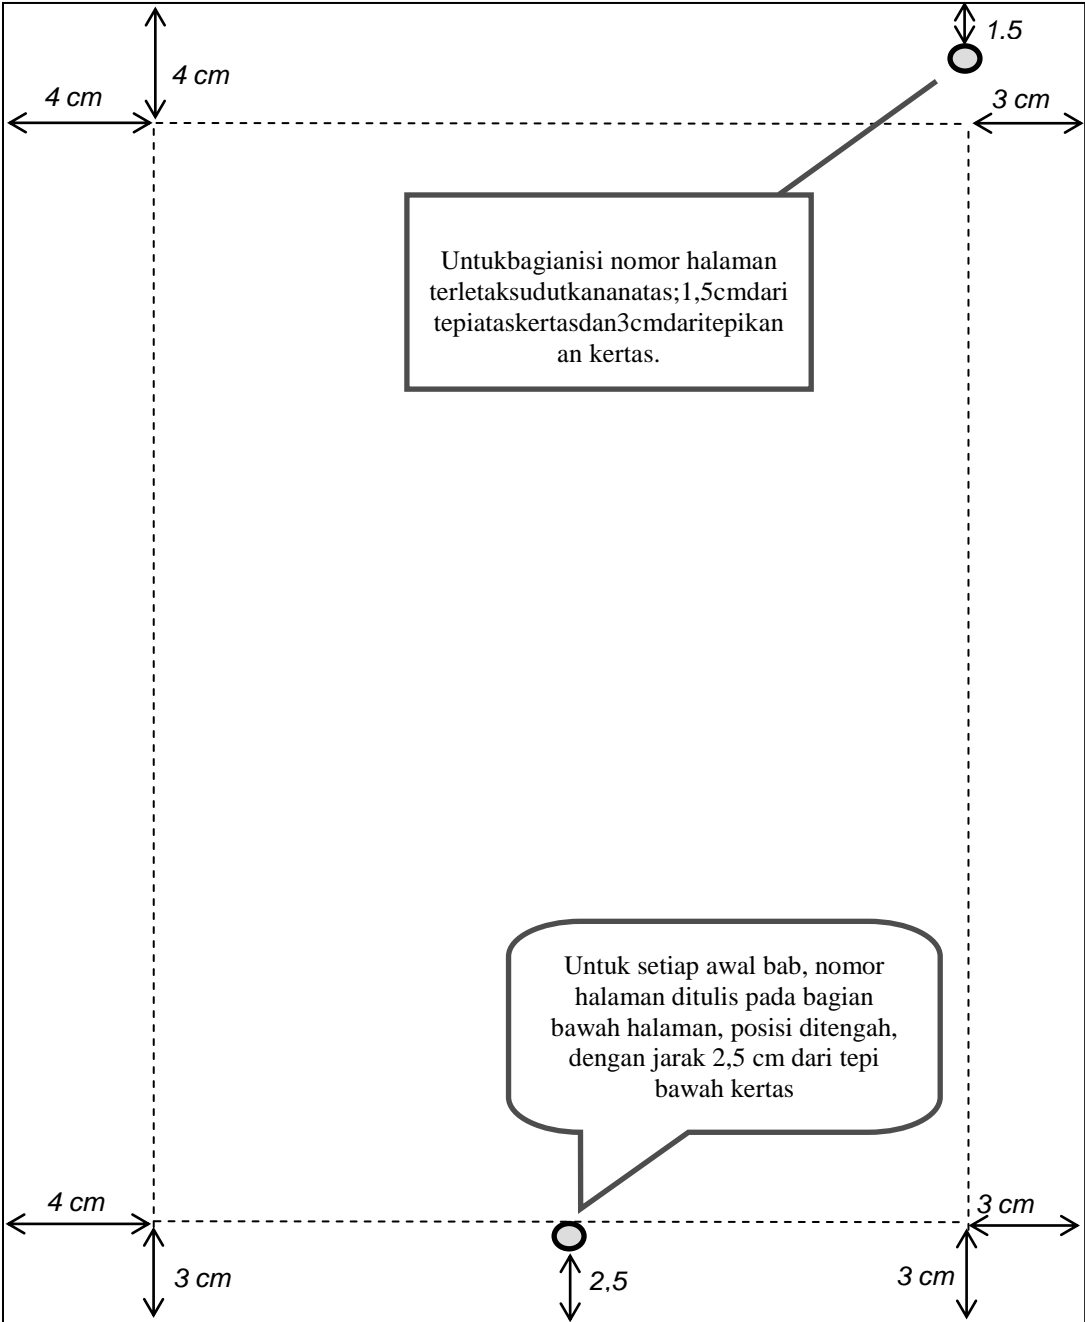 1.5
4 cm
4 cm
3 cm
Untukbagianisi nomor halaman
terletaksudutkananatas;1,5cmdari
tepiataskertasdan3cmdaritepikan
an kertas.
Untuk setiap awal bab, nomor
halaman ditulis pada bagian
bawah halaman, posisi ditengah,
dengan jarak 2,5 cm dari tepi
bawah kertas
4 cm
3 cm
3 cm
2,5
3 cm